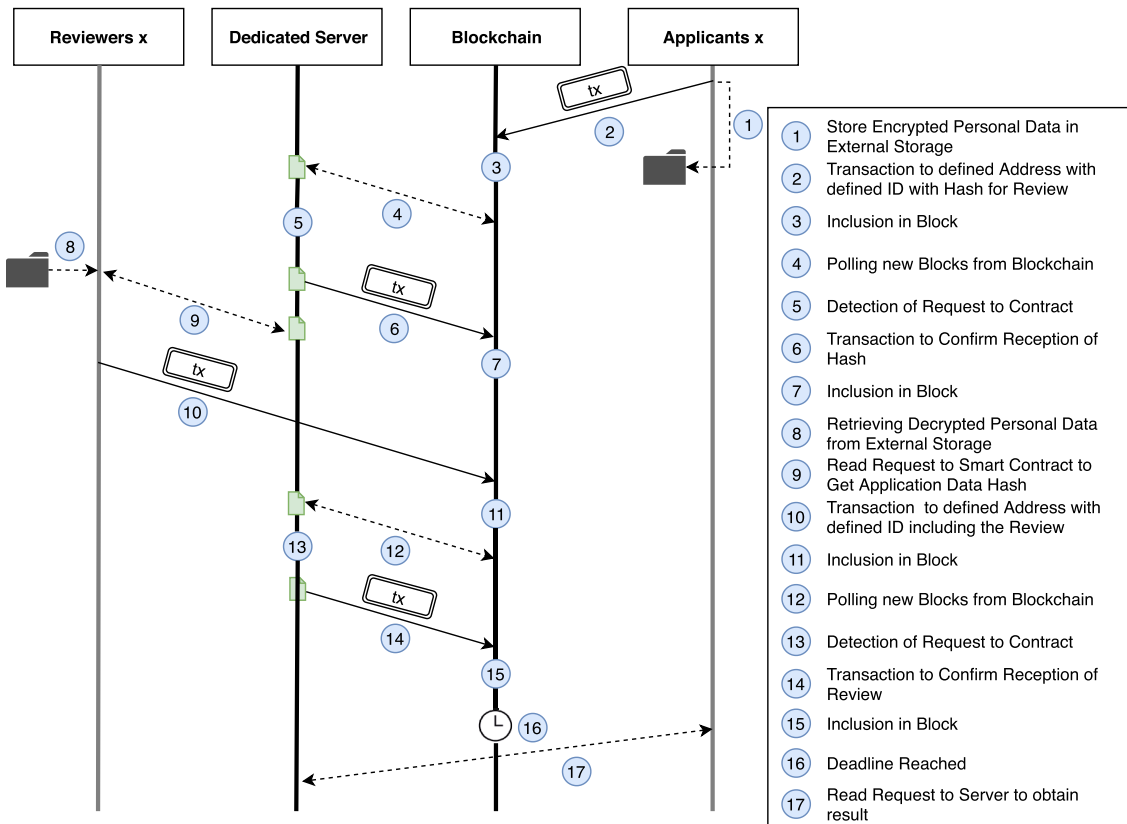 Reviewers x
Dedicated Server
Blockchain
Applicants x
tx
1
2
3
4
5
8
tx
6
9
7
tx
10
11
12
13
tx
14
15
16
17
1 Store Encrypted Personal Data in
External Storage
2 Transaction to defined Address with
defined ID with Hash for Review
3 Inclusion in Block
4 Polling new Blocks from Blockchain
5 Detection of Request to Contract
6 Transaction to Confirm Reception of
Hash
7 Inclusion in Block
8 Retrieving Decrypted Personal Data
from External Storage
9 Read Request to Smart Contract to
Get Application Data Hash
10 Transaction to defined Address with
defined ID including the Review
11 Inclusion in Block
12 Polling new Blocks from Blockchain
13 Detection of Request to Contract
14 Transaction to Confirm Reception of
Review
15 Inclusion in Block
16 Deadline Reached
17 Read Request to Server to obtain
result